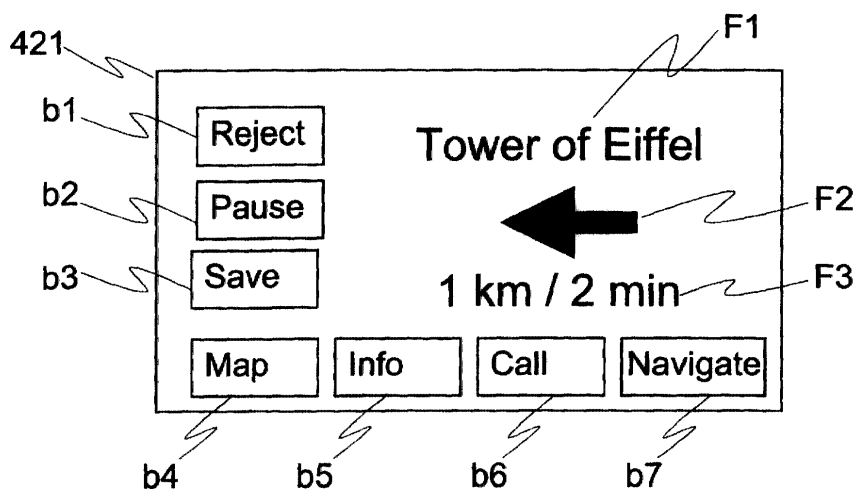 F1
421
b1
Reject
Tower of Eiffel
b2
Pause
F2
b3
Save
1 km / 2 min
F3
Map
Info
Call
Navigate
b4
b5
b6
b7